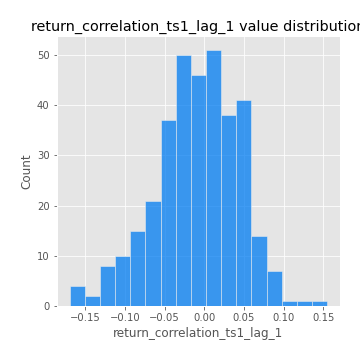 return_correlation_ts1_lag_1 value distribution
50
40
30
20
10
0
Count
−0.15 −0.10 −0.05 0.00 0.05 0.10 0.15
return_correlation_ts1_lag_1